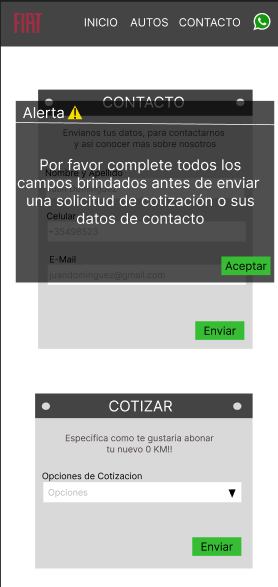 FIAT INICIO AUTOS CONTACTO
CONTACTO
Alerta
Envianos tus datos, para contactarnos
y asi conocer mas sobre nosotros
Por favor complete todos los
Nombre y Apellido
campos brindados antes de enviar
una solicitud de cotización o sus
Celular
datos de contacto
+35498523
E-Mail
Aceptar
juandominguez@gmail.com
Enviar
COTIZAR
Especifica como te gustaria abonar
tu nuevo 0 KM!!
Opciones de Cotizacion
Opciones
Enviar